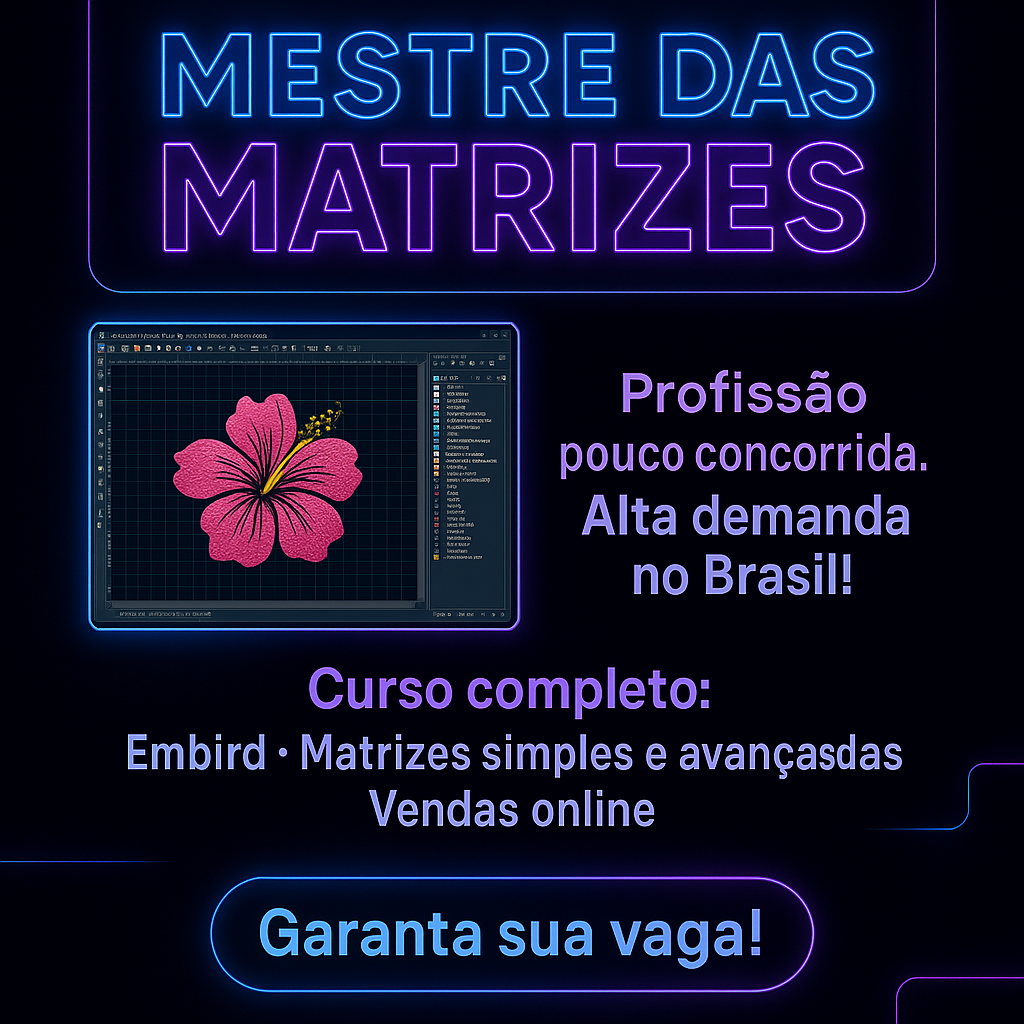 MESTRE DAS
MATRIZES
Profissão
pouco concorrida.
Alta demanda
no Brasil!
Curso completo:
Embird · Matrizes simples e avançasdas
Vendas online
Garanta sua vaga!